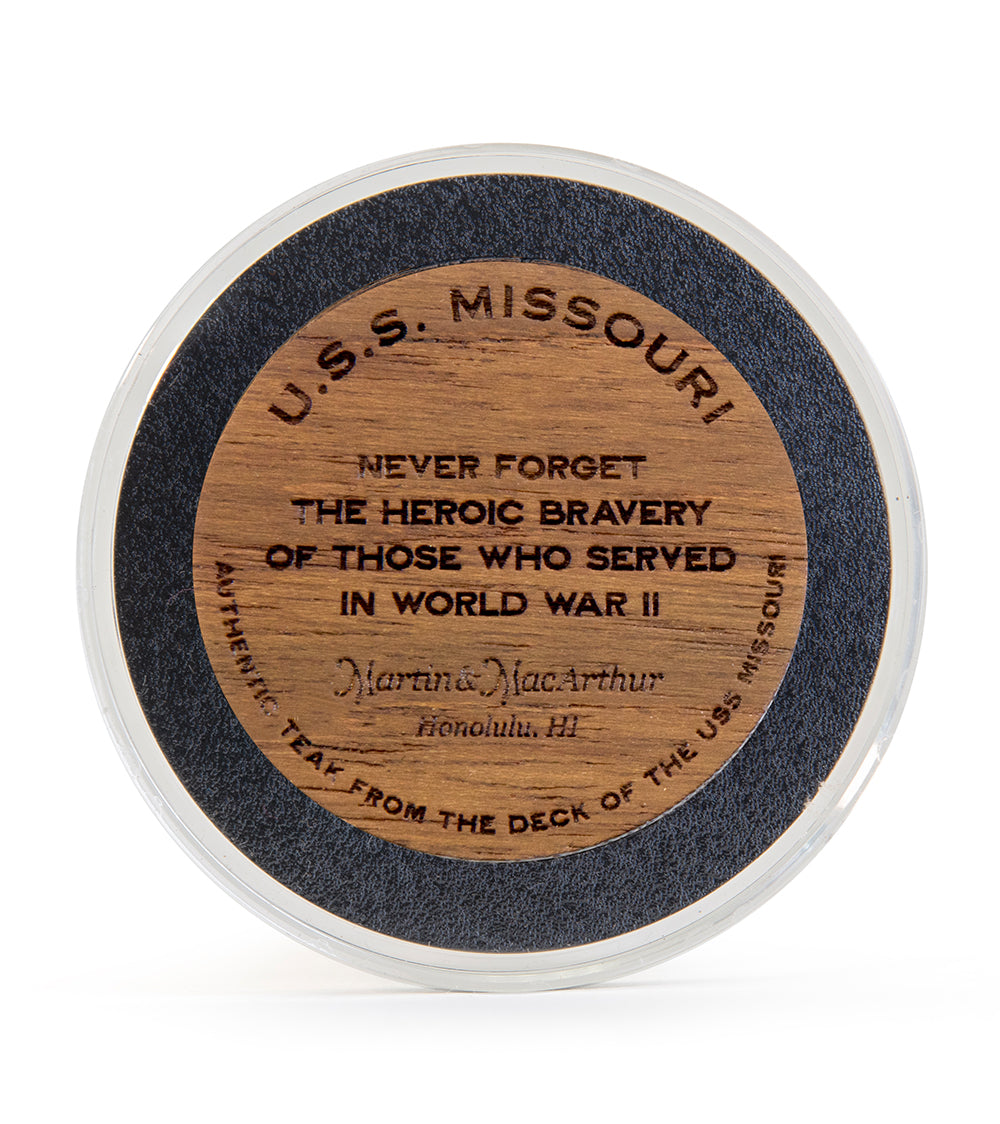 U.S.S. MISSOURI
NEVER FORGET
THE HEROIC BRAVERY
OF THOSE WHO SERVED
IN WORLD WAR II
Martin & MacArthur
Honolulu, HI
AUTHENTIC TEAK FROM THE DECK OF THE USS MISSOURI